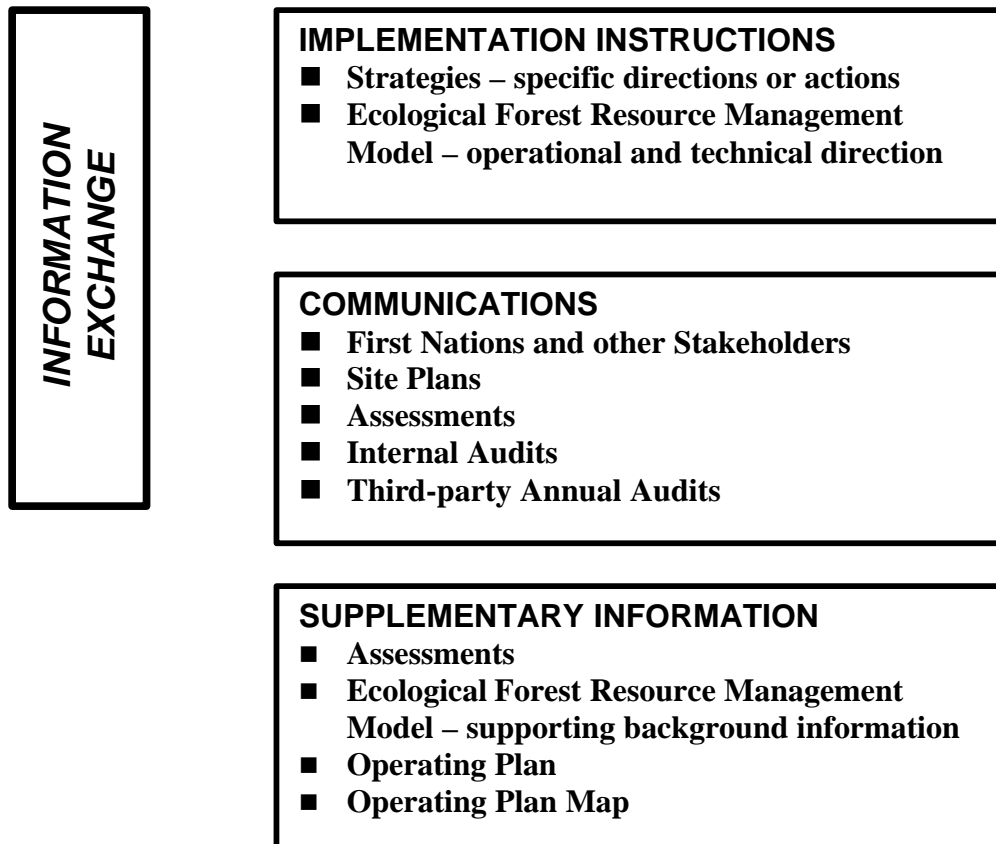 INFORMATION
EXCHANGE
IMPLEMENTATION INSTRUCTIONS
■ Strategies – specific directions or actions
■ Ecological Forest Resource Management
Model – operational and technical direction
COMMUNICATIONS
■ First Nations and other Stakeholders
■ Site Plans
■ Assessments
■ Internal Audits
■ Third-party Annual Audits
SUPPLEMENTARY INFORMATION
■ Assessments
■ Ecological Forest Resource Management
Model – supporting background information
■ Operating Plan
■ Operating Plan Map